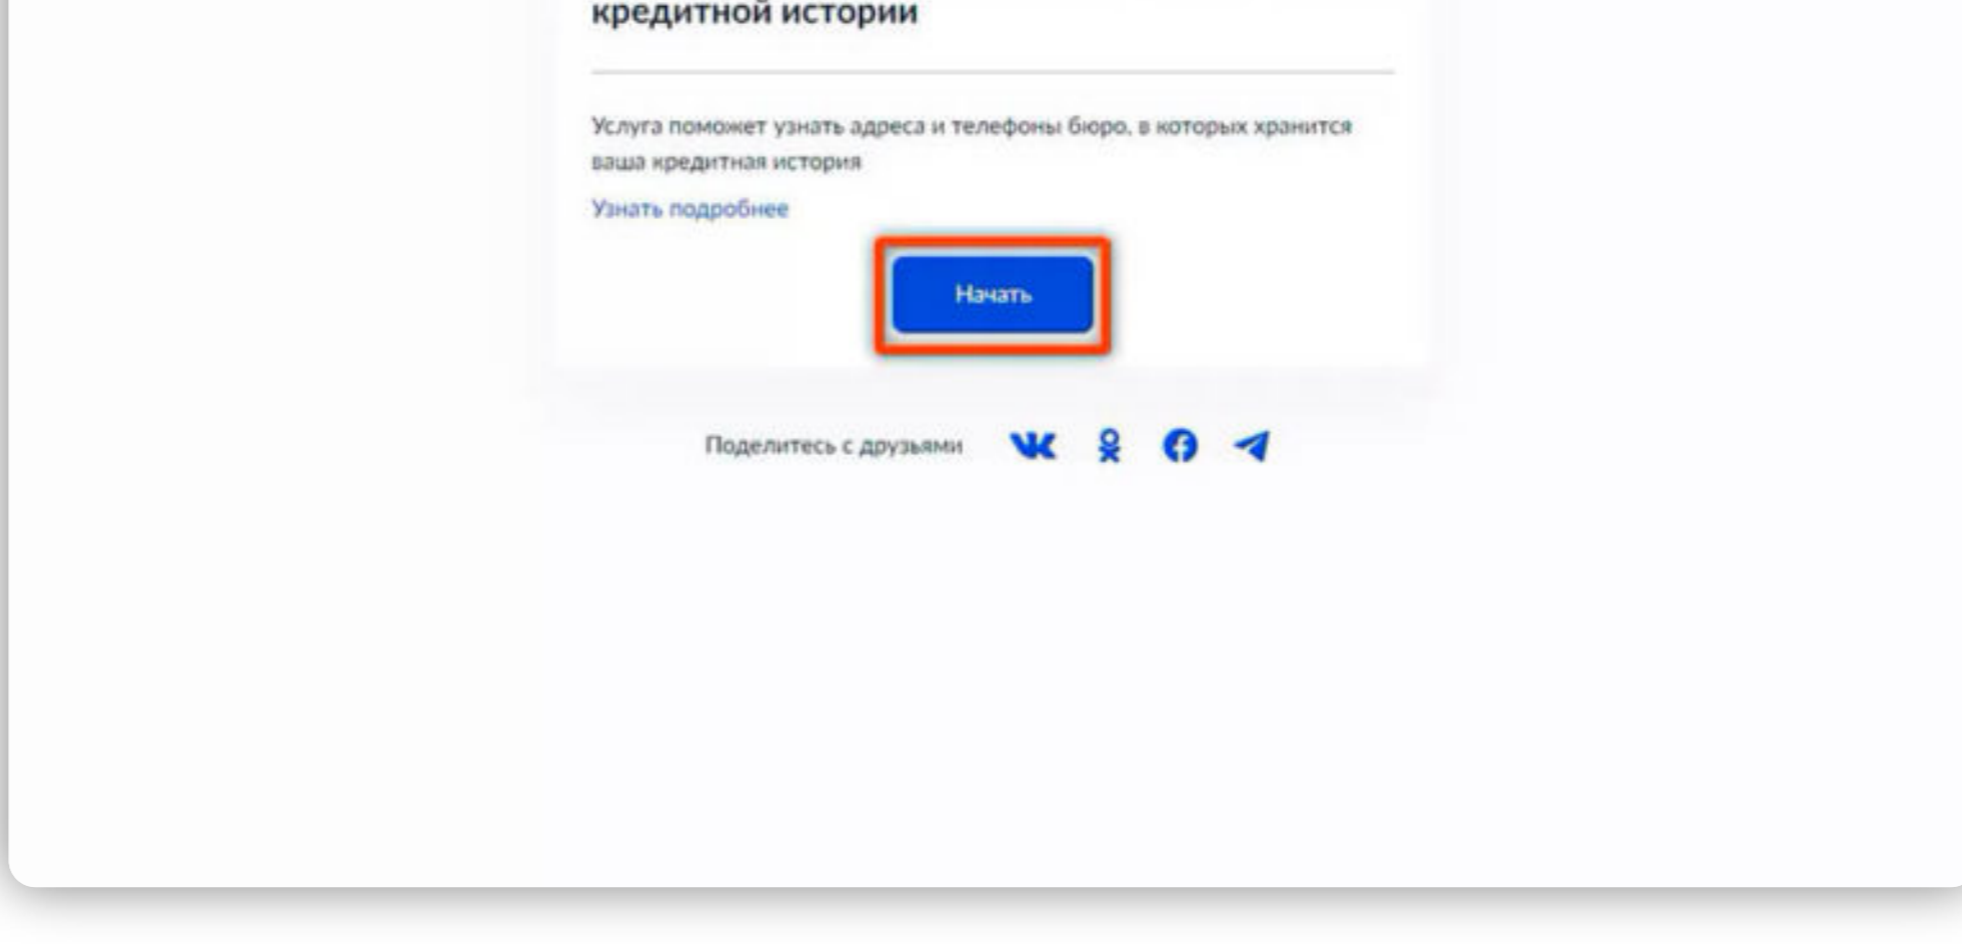 кредитной истории
Услуга поможет узнать адреса и телефоны бюро, в которых хранится
ваша кредитная история
Узнать подробнее
Начать
Поделитесь с друзьями